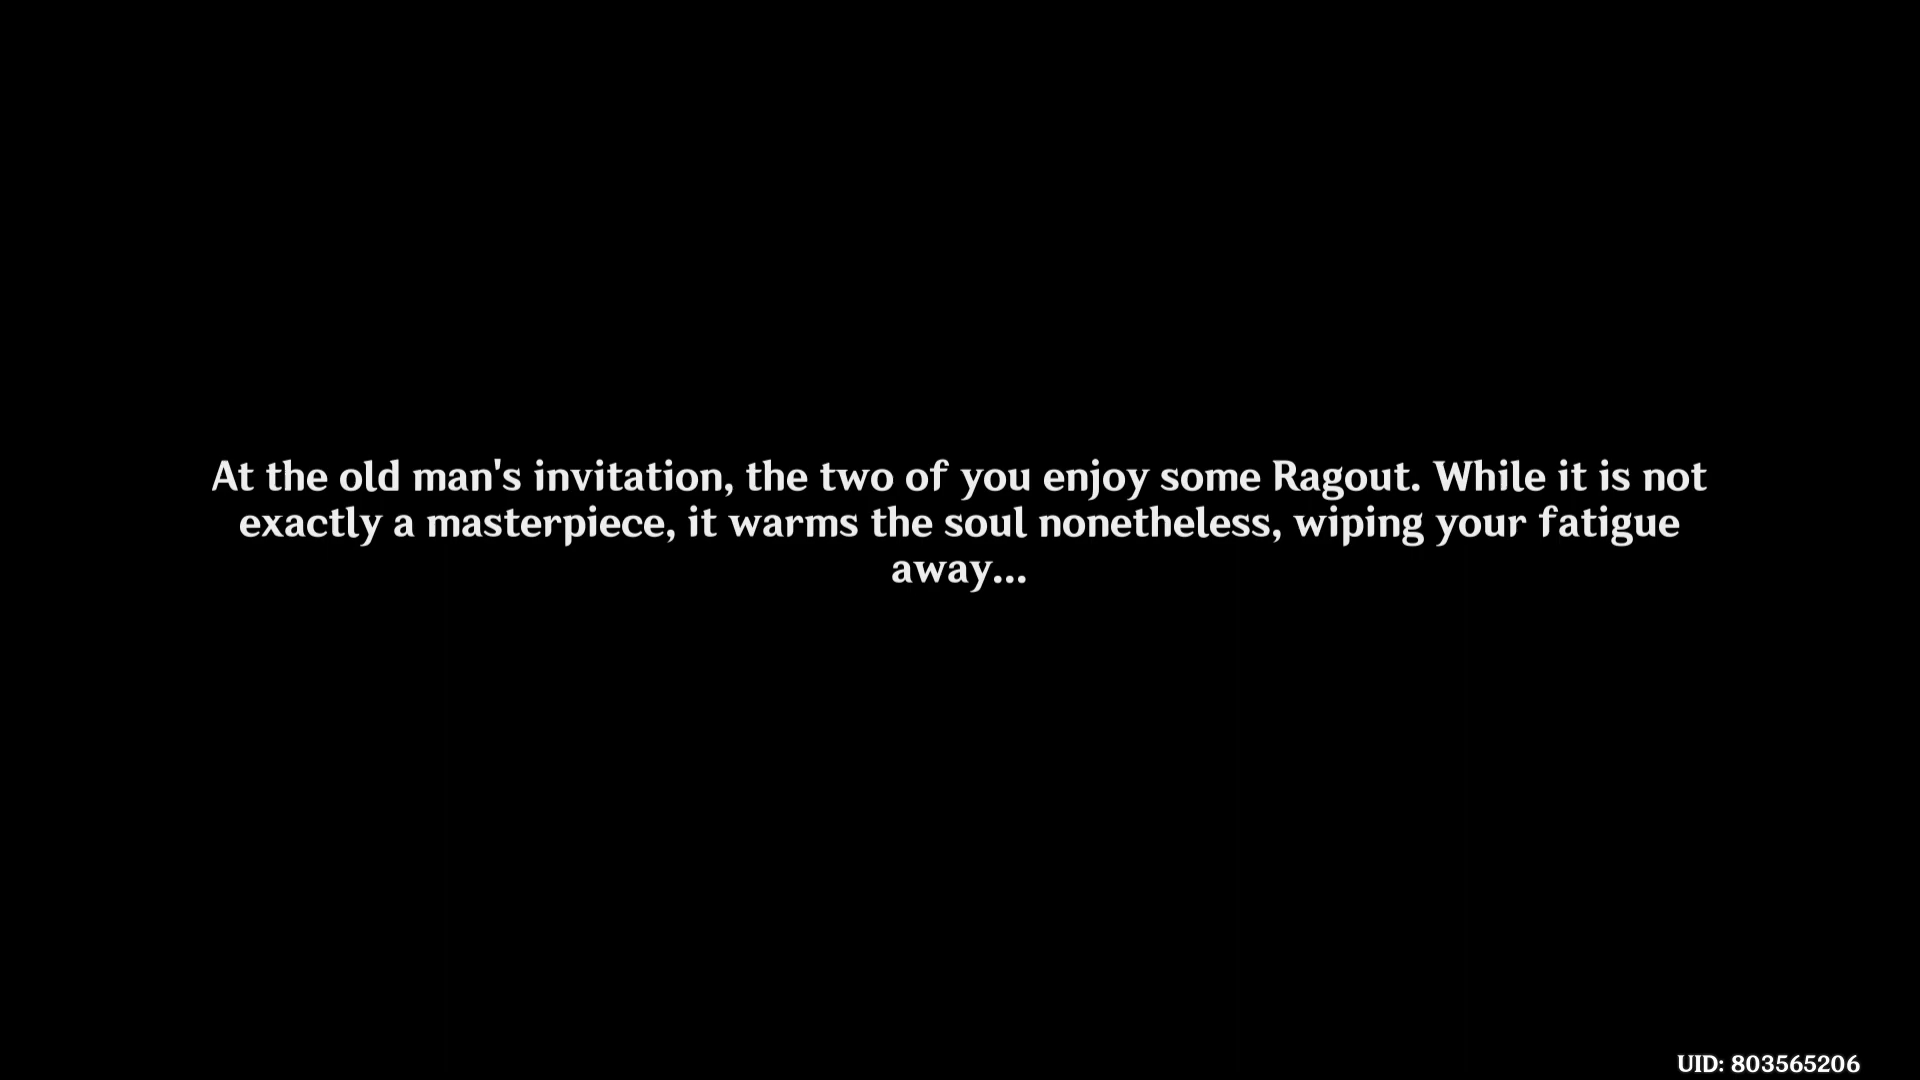 At the old man's invitation, the two of you enjoy some Ragout. While it is not
exactly a masterpiece, it warms the soul nonetheless, wiping your fatigue
away...
UID: 803565206